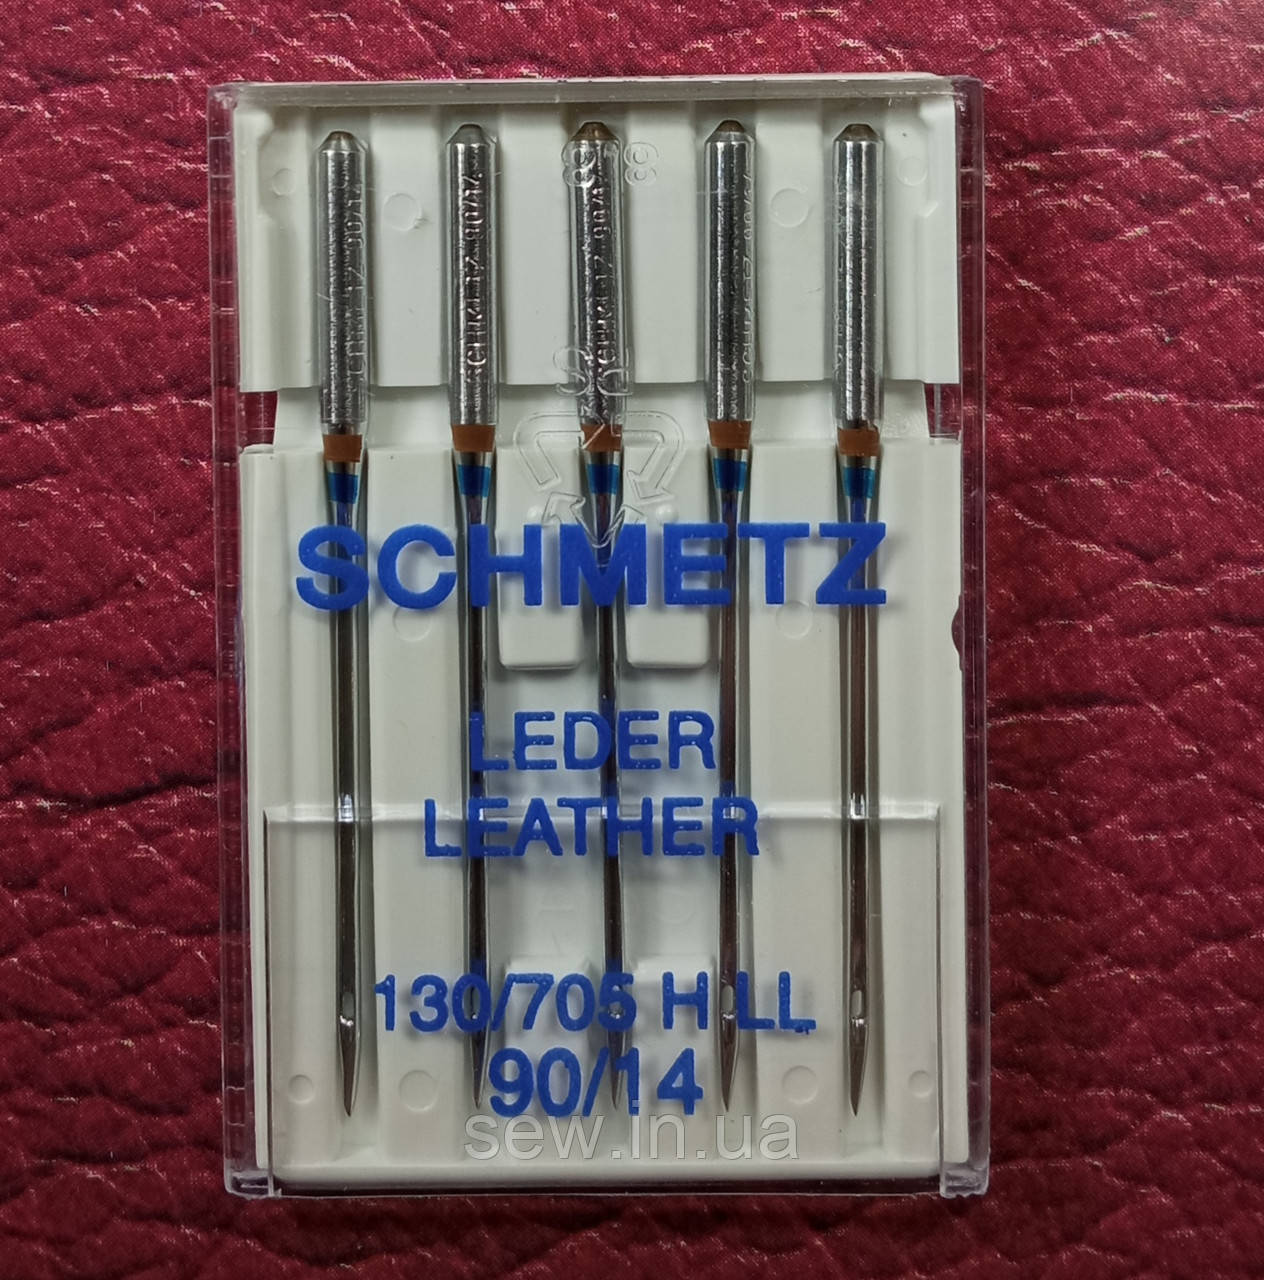 SCHMETZ
LEDER
LEATHER
130/705 H LL
90/14
sew.in.ua